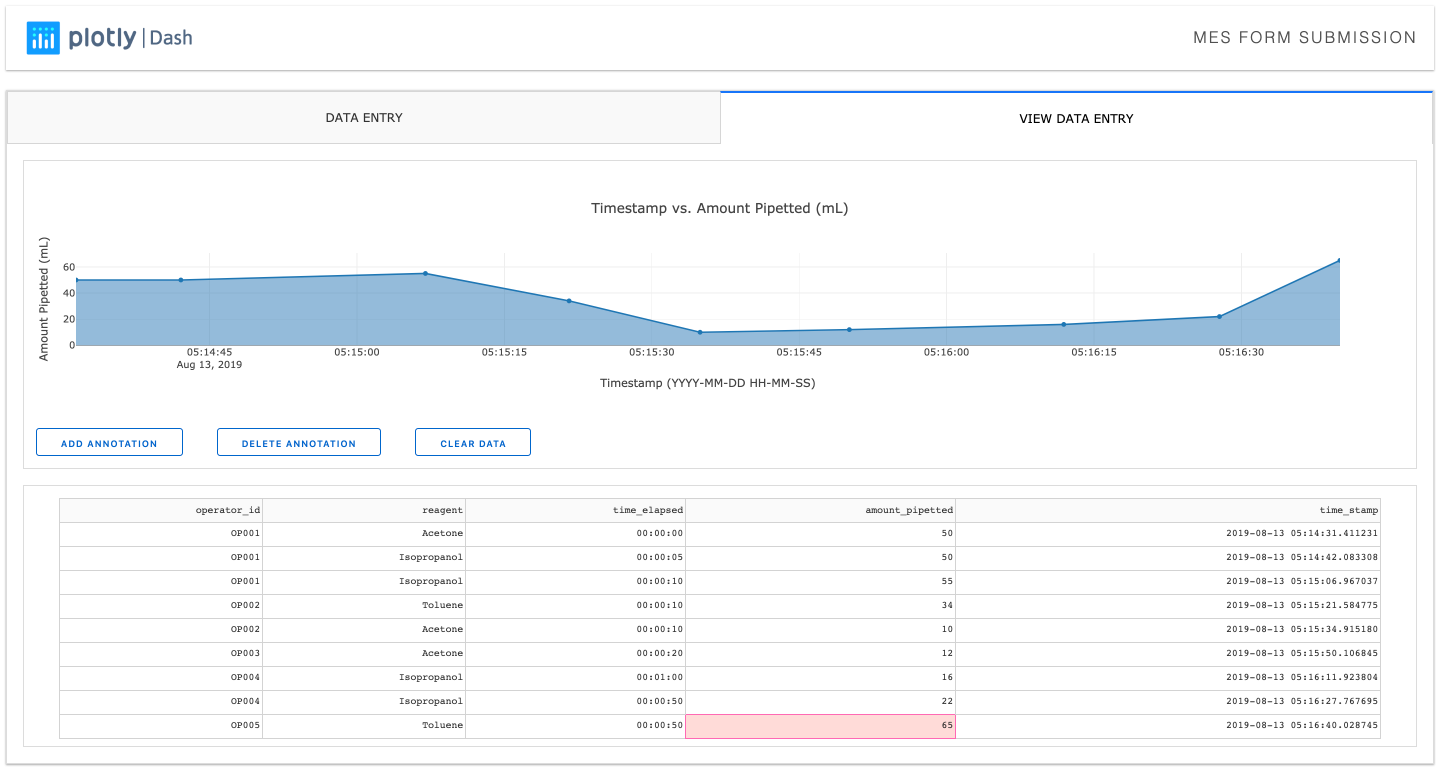 plotly | Dash
MES FORM SUBMISSION
DATA ENTRY
VIEW DATA ENTRY
Timestamp vs. Amount Pipetted (mL)
Amount Pipetted (mL)
60
40
20
0
05:14:45 05:15:00 05:15:15 05:15:30 05:15:45 05:16:00 05:16:15 05:16:30
Aug 13, 2019
Timestamp (YYYY-MM-DD HH-MM-SS)
ADD ANNOTATION DELETE ANNOTATION CLEAR DATA
operator_id reagent time_elapsed amount_pipetted time_stamp
OP001 Acetone 00:00:00 50 2019-08-13 05:14:31.411231
OP001 Isopropanol 00:00:05 50 2019-08-13 05:14:42.083308
OP001 Isopropanol 00:00:10 55 2019-08-13 05:15:06.967037
OP002 Toluene 00:00:10 34 2019-08-13 05:15:21.584775
OP002 Acetone 00:00:10 10 2019-08-13 05:15:34.915180
OP003 Acetone 00:00:20 12 2019-08-13 05:15:50.106845
OP004 Isopropanol 00:01:00 16 2019-08-13 05:16:11.923804
OP004 Isopropanol 00:00:50 22 2019-08-13 05:16:27.767695
OP005 Toluene 00:00:50 65 2019-08-13 05:16:40.028745